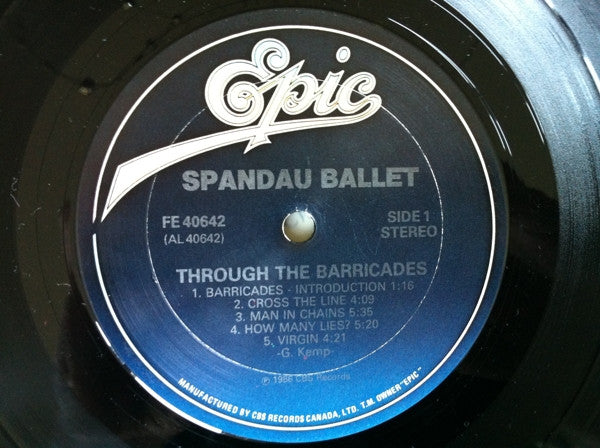 Epic
SPANDAU BALLET
FE 40642
(AL 40642)
SIDE 1
STEREO
THROUGH THE BARRICADES
1. BARRICADES - INTRODUCTION 1:16
2. CROSS THE LINE 4:09
3. MAN IN CHAINS 5:35
4. HOW MANY LIES? 5:20
5. VIRGIN 4:21
-G. Kemp-
℗ 1986 CBS Records
MANUFACTURED BY CBS RECORDS CANADA, LTD. T.M. OWNER "EPIC"